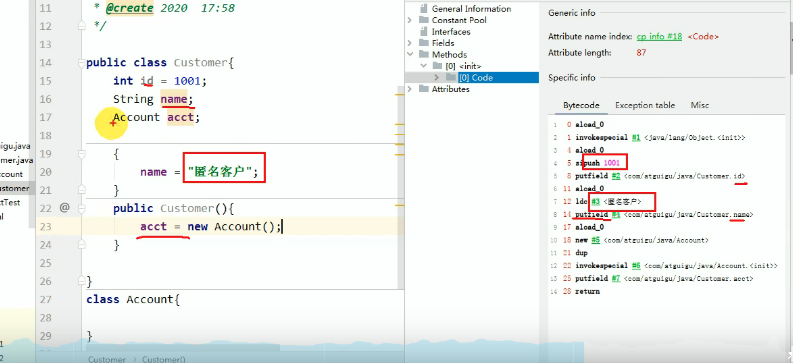 11 * @create 2020 17:58
12 */
13
14 public class Customer{
15 int id = 1001;
16 String name;
17 Account acct;
18
19 {
20 name = "匿名客户";
21 }
22 @ public Customer(){
23 acct = new Account();
24 }
25
26 }
27 class Account{
28
29 }
Customer › Customer()
uigu.java
mer.java
ccount
ustomer
tTest
al
1
2
General Information
Constant Pool
Interfaces
Fields
Methods
[0] <init>
[0] Code
Attributes
Generic info
Attribute name index: cp info #18 <Code>
Attribute length: 87
Specific info
Bytecode Exception table Misc
1 0 aload_0
2 1 invokespecial #1 <java/lang/Object.<init>>
3 4 aload_0
4 5 sipush 1001
5 8 putfield #2 <com/atguigu/java/Customer.id>
6 11 aload_0
7 12 ldc #3 <匿名客户>
8 14 putfield #4 <com/atguigu/java/Customer.name>
9 17 aload_0
10 18 new #5 <com/atguigu/java/Account>
11 21 dup
12 22 invokespecial #6 <com/atguigu/java/Account.<init>>
13 25 putfield #7 <com/atguigu/java/Customer.acct>
14 28 return